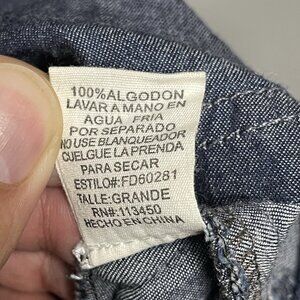 100%ALGODON
LAVAR A MANO EN
AGUA FRIA
POR SEPARADO
NO USE BLANQUEADOR
CUELGUE LA PRENDA
PARA SECAR
ESTILO#:FD60281
TALLE:GRANDE
RN#:113450
HECHO EN CHINA